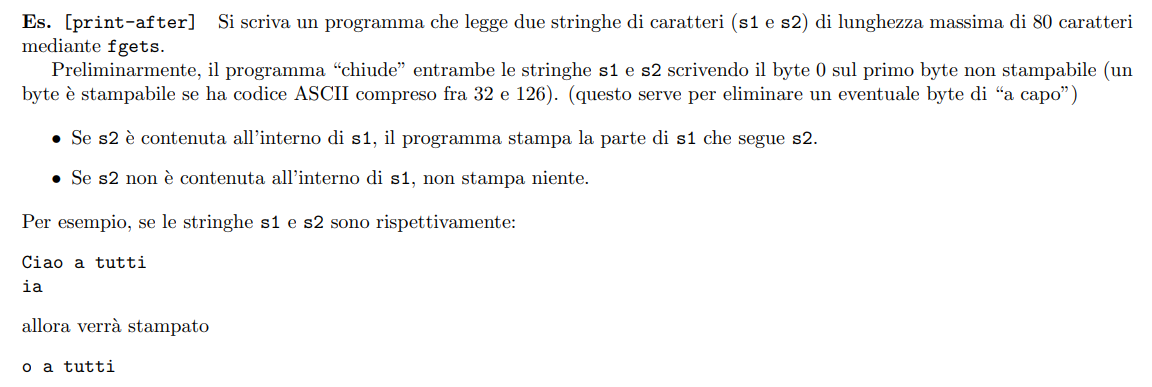 Es. [print-after] Si scriva un programma che legge due stringhe di caratteri (s1 e s2) di lunghezza massima di 80 caratteri
mediante fgets.
Preliminarmente, il programma “chiude” entrambe le stringhe s1 e s2 scrivendo il byte 0 sul primo byte non stampabile (un
byte è stampabile se ha codice ASCII compreso fra 32 e 126). (questo serve per eliminare un eventuale byte di “a capo”)
• Se s2 è contenuta all’interno di s1, il programma stampa la parte di s1 che segue s2.
• Se s2 non è contenuta all’interno di s1, non stampa niente.
Per esempio, se le stringhe s1 e s2 sono rispettivamente:
Ciao a tutti
ia
allora verrà stampato
o a tutti